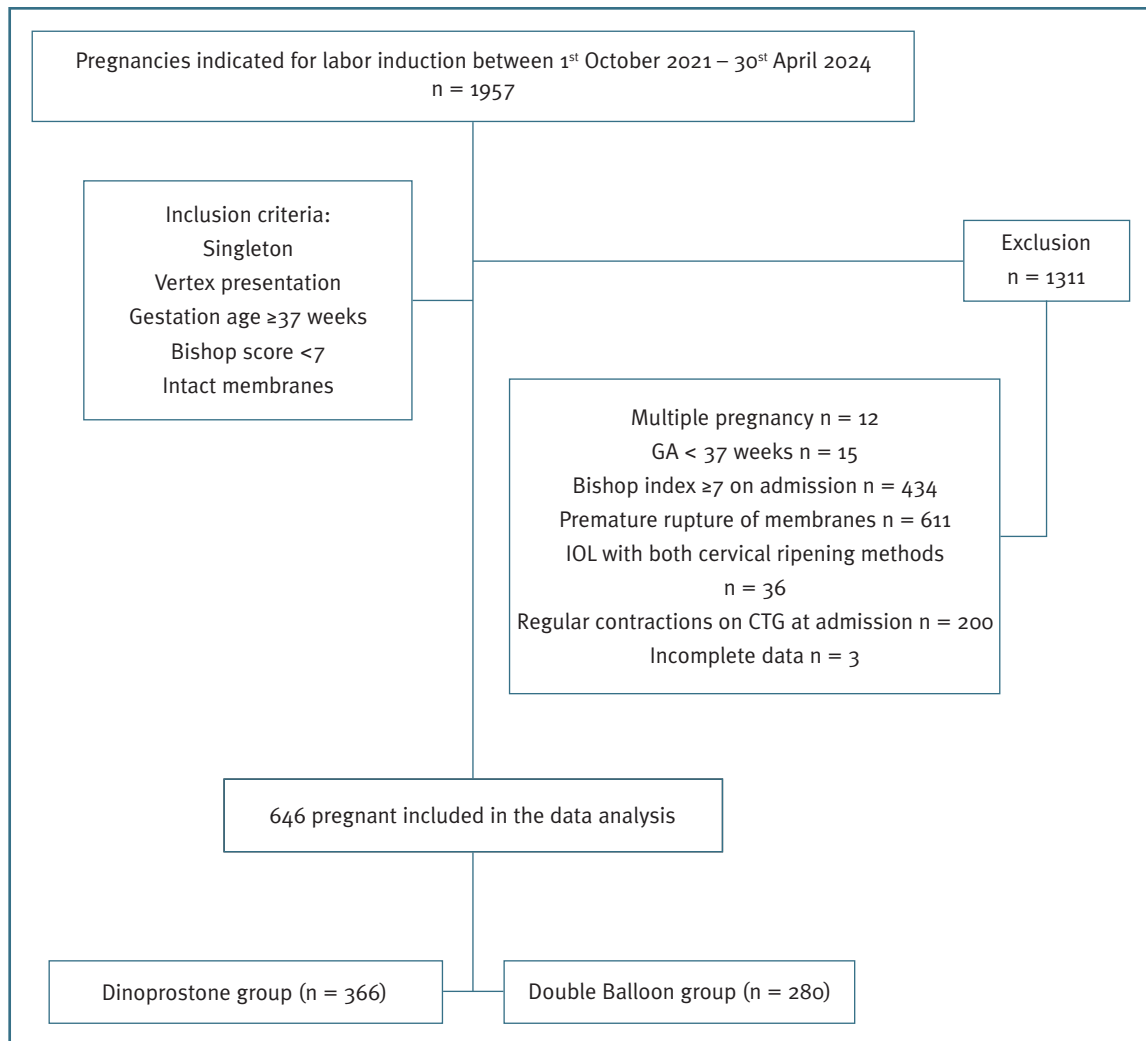 Pregnancies indicated for labor induction between 1st October 2021 – 30st April 2024
n = 1957
Inclusion criteria:
Singleton
Vertex presentation
Gestation age ≥37 weeks
Bishop score <7
Intact membranes
Exclusion
n = 1311
Multiple pregnancy n = 12
GA < 37 weeks n = 15
Bishop index ≥7 on admission n = 434
Premature rupture of membranes n = 611
IOL with both cervical ripening methods
n = 36
Regular contractions on CTG at admission n = 200
Incomplete data n = 3
646 pregnant included in the data analysis
Dinoprostone group (n = 366)
Double Balloon group (n = 280)